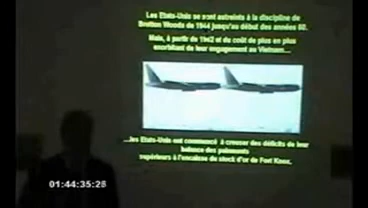 Les Etats-Unis se sont astreints à la discipline de
Bretton Woods de 1944 jusqu'au début des années 60.
Mais, à partir de 1962 et du coût de plus en plus
exorbitant de leur engagement au Vietnam...
...les Etats-Unis ont commencé à creuser des déficits de leur
balance des paiements
supérieurs à l'encaisse du stock d'or de Fort Knox.
01:44:35:28